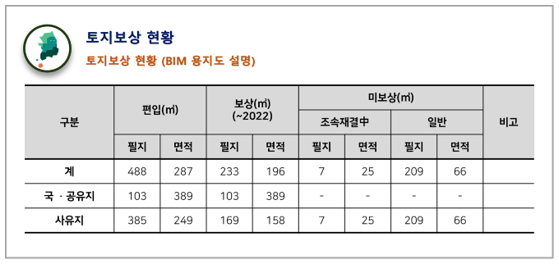 토지보상 현황
토지보상 현황 (BIM 용지도 설명)
구분 편입(㎡) 보상(㎡) (~2022) 미보상(㎡) 비고
조속재결中 일반
필지 면적 필지 면적 필지 면적 필지 면적
계 488 287 233 196 7 25 209 66
국 · 공유지 103 389 103 389 - - - -
사유지 385 249 169 158 7 25 209 66